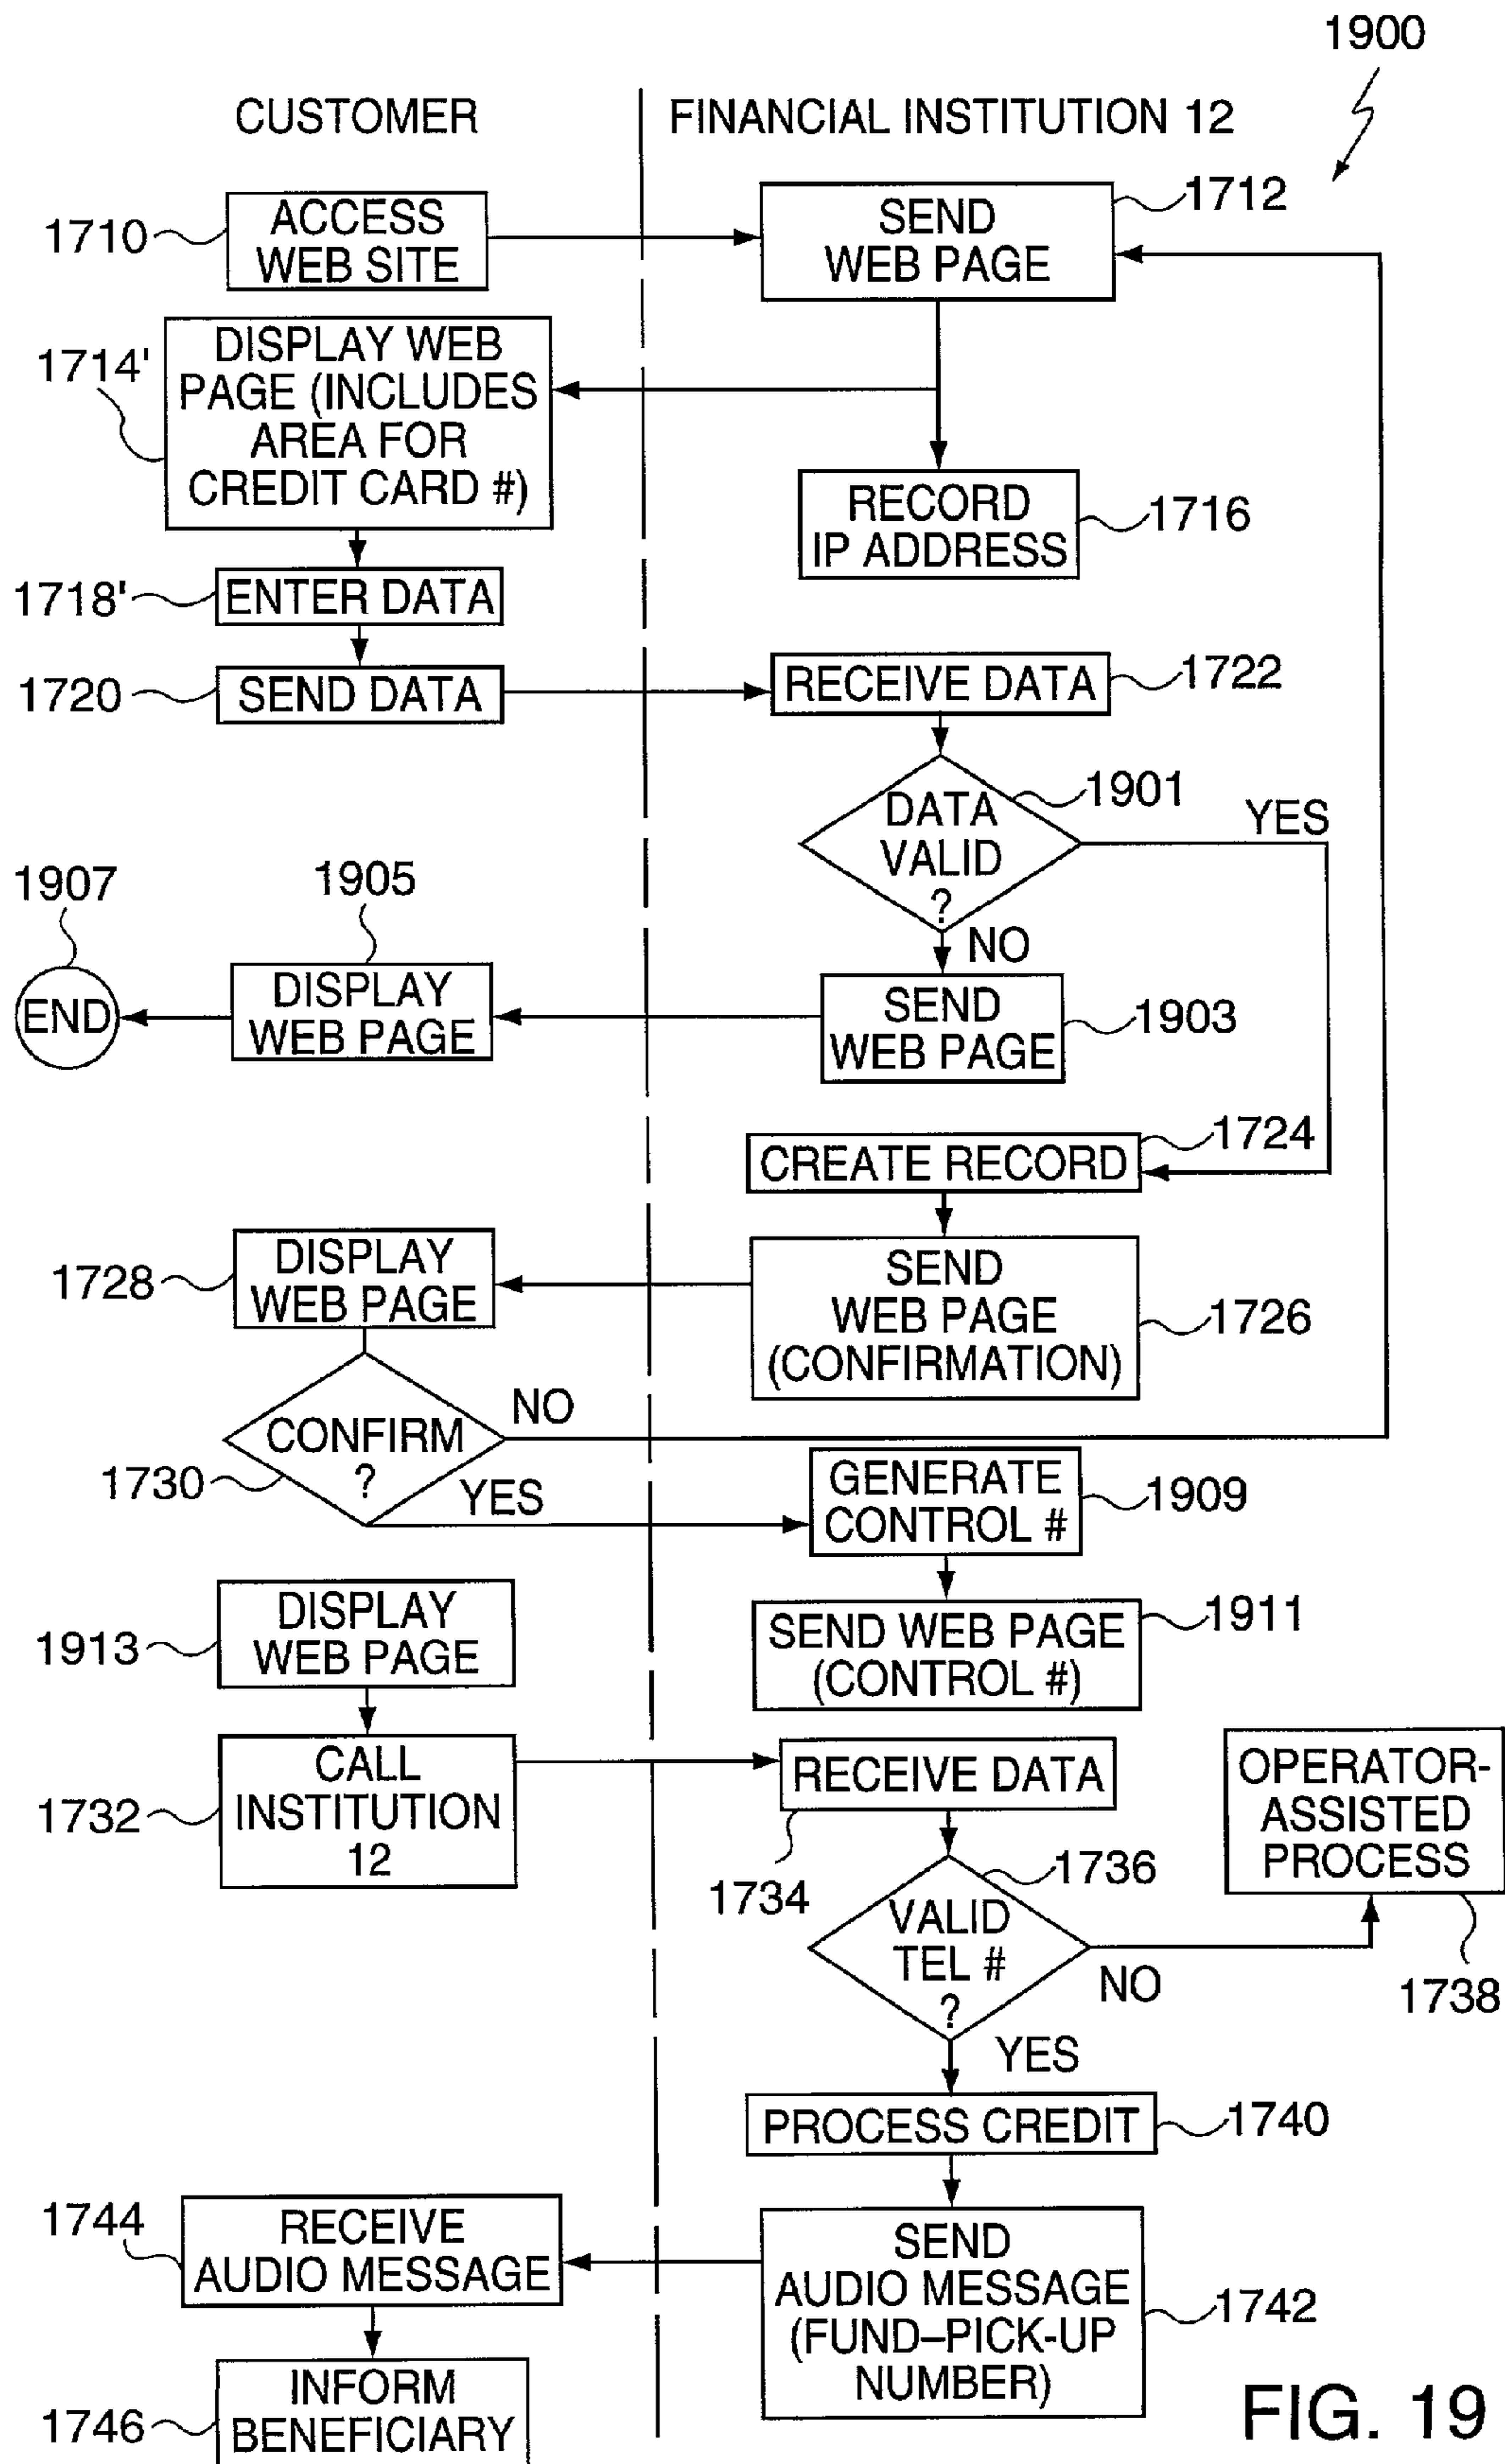 1900
CUSTOMER
FINANCIAL INSTITUTION 12
1710
ACCESS
WEB SITE
SEND
WEB PAGE
1712
1714'
DISPLAY WEB
PAGE (INCLUDES
AREA FOR
CREDIT CARD #)
RECORD
IP ADDRESS
1716
1718'
ENTER DATA
1720
SEND DATA
RECEIVE DATA
1722
DATA
VALID
?
1901
YES
NO
1907
END
1905
DISPLAY
WEB PAGE
SEND
WEB PAGE
1903
CREATE RECORD
1724
1728
DISPLAY
WEB PAGE
SEND
WEB PAGE
(CONFIRMATION)
1726
CONFIRM
?
NO
1730
YES
GENERATE
CONTROL #
1909
1913
DISPLAY
WEB PAGE
SEND WEB PAGE
(CONTROL #)
1911
1732
CALL
INSTITUTION
12
RECEIVE DATA
1734
OPERATOR-
ASSISTED
PROCESS
1738
VALID
TEL #
?
1736
NO
YES
PROCESS CREDIT
1740
1744
RECEIVE
AUDIO MESSAGE
SEND
AUDIO MESSAGE
(FUND–PICK-UP
NUMBER)
1742
1746
INFORM
BENEFICIARY
FIG. 19